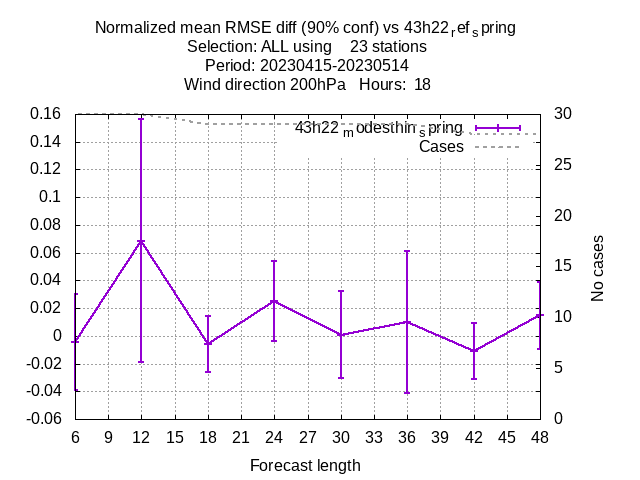 Normalized mean RMSE diff (90% conf) vs 43h22ref spring
Selection: ALL using 23 stations
Period: 20230415-20230514
Wind direction 200hPa Hours: 18
0.16
0.14
0.12
0.1
0.08
0.06
0.04
0.02
0
-0.02
-0.04
-0.06
43h22modesthinspring
Cases
30
25
20
15
10
5
0
No cases
6 9 12 15 18 21 24 27 30 33 36 39 42 45 48
Forecast length